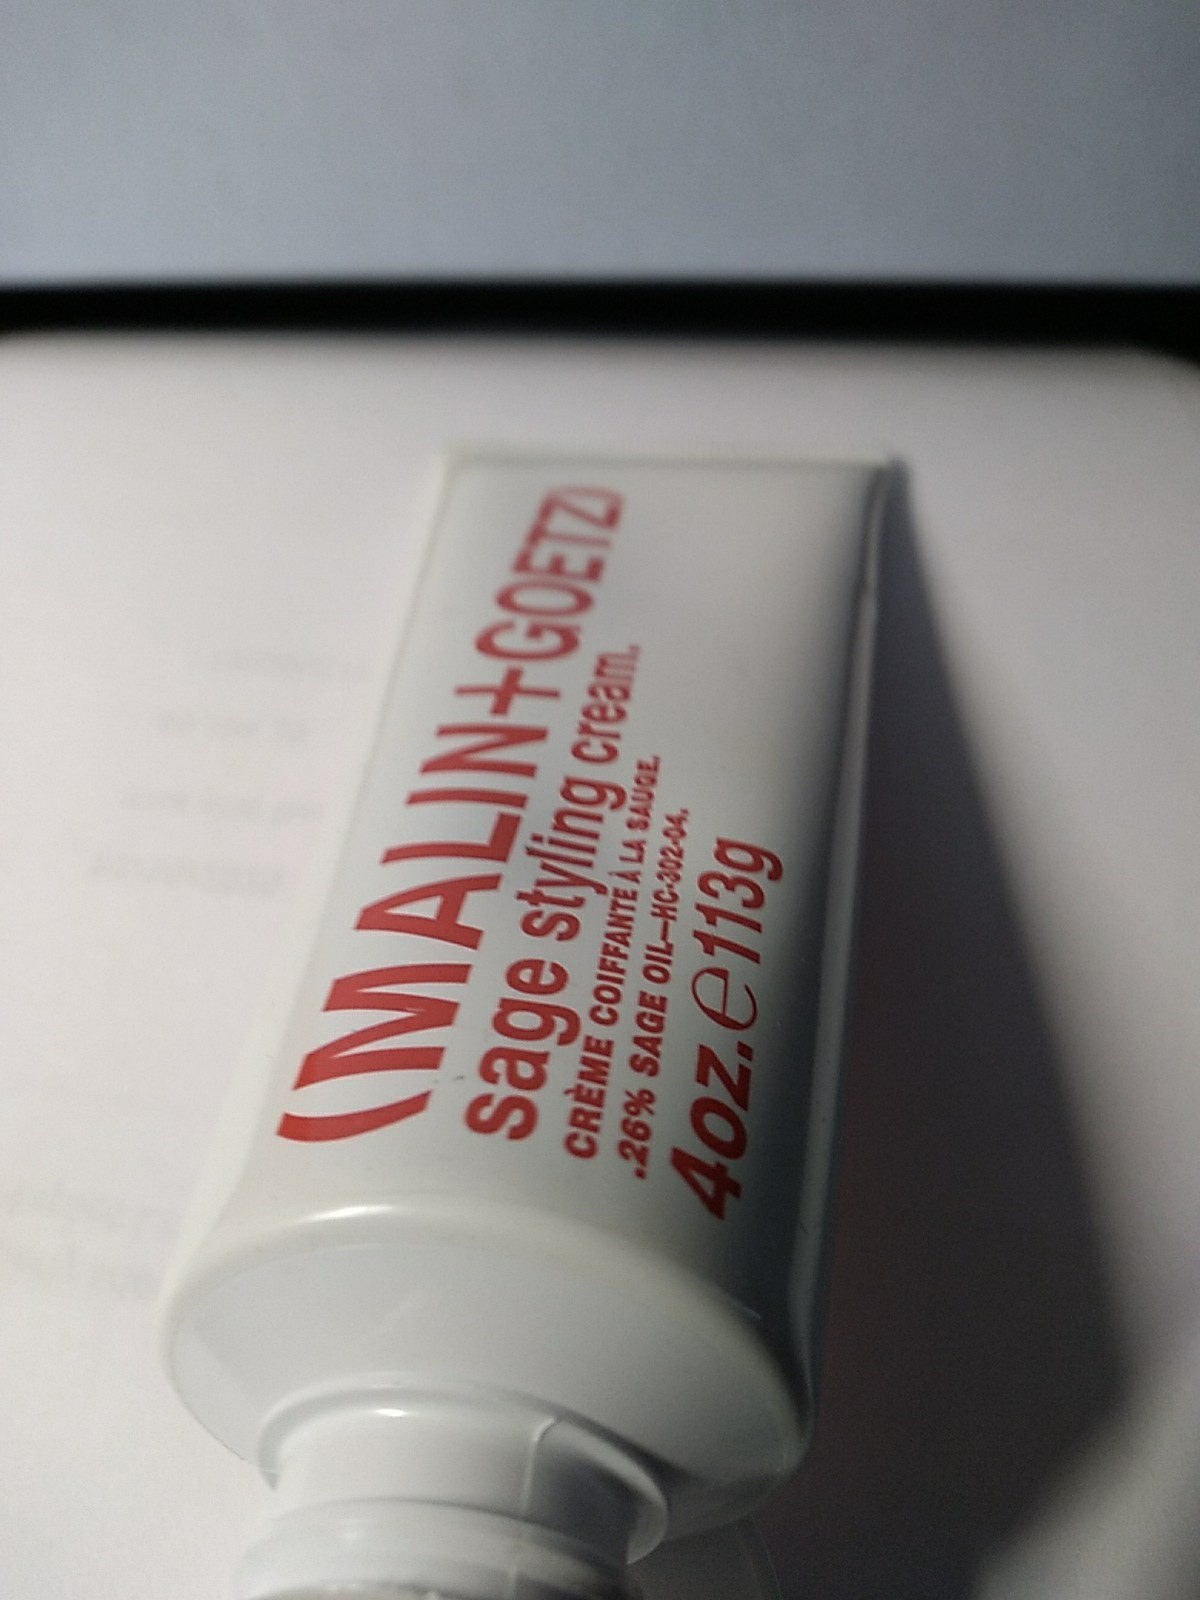 (MALIN+GOETZ)
sage styling cream.
CRÈME COIFFANTE À LA SAUGE.
.26% SAGE OIL—HC-302-04.
4oz. ℮ 113g